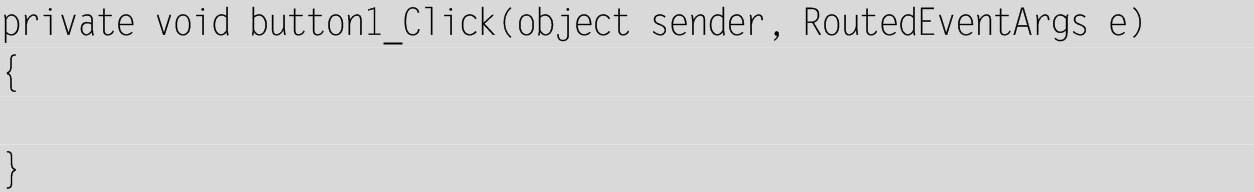 private void button1_Click(object sender, RoutedEventArgs e)
{
}